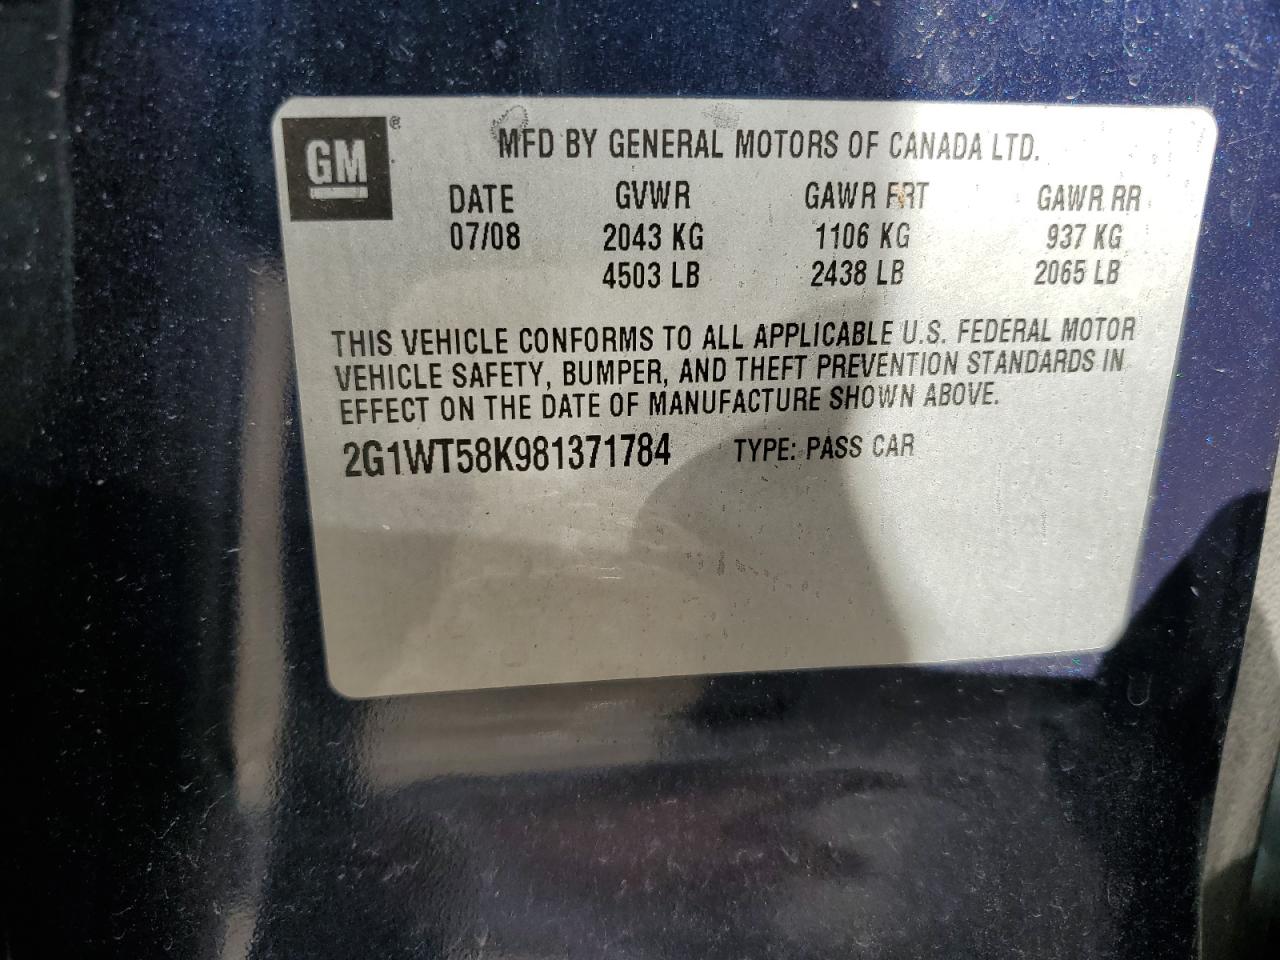 GM ®
MFD BY GENERAL MOTORS OF CANADA LTD.
DATE GVWR GAWR FRT GAWR RR
07/08 2043 KG 1106 KG 937 KG
4503 LB 2438 LB 2065 LB
THIS VEHICLE CONFORMS TO ALL APPLICABLE U.S. FEDERAL MOTOR
VEHICLE SAFETY, BUMPER, AND THEFT PREVENTION STANDARDS IN
EFFECT ON THE DATE OF MANUFACTURE SHOWN ABOVE.
2G1WT58K981371784 TYPE: PASS CAR